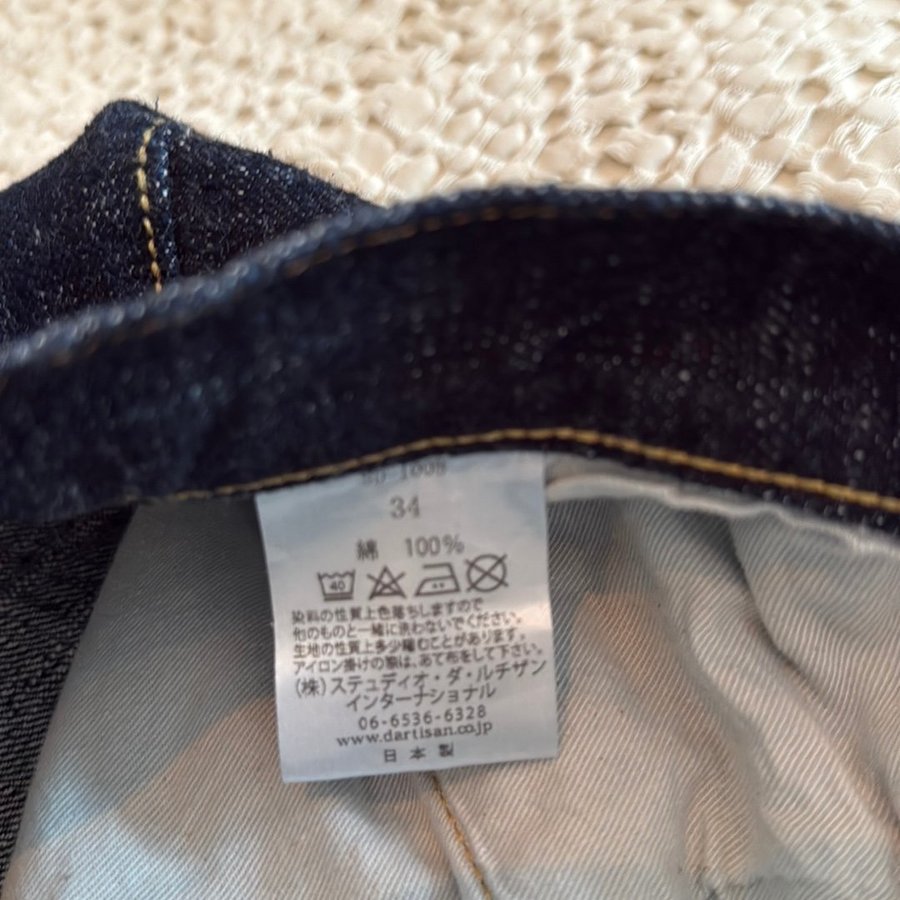 34
綿 100%
40
染料の性質上色落ちしますので
他のものと一緒に洗わないでください。
生地の性質上多少縮むことがあります。
アイロン掛けの際は、あて布をして下さい。
(株)ステュディオ・ダ・ルチザン
インターナショナル
06-6536-6328
www.dartisan.co.jp
日本製